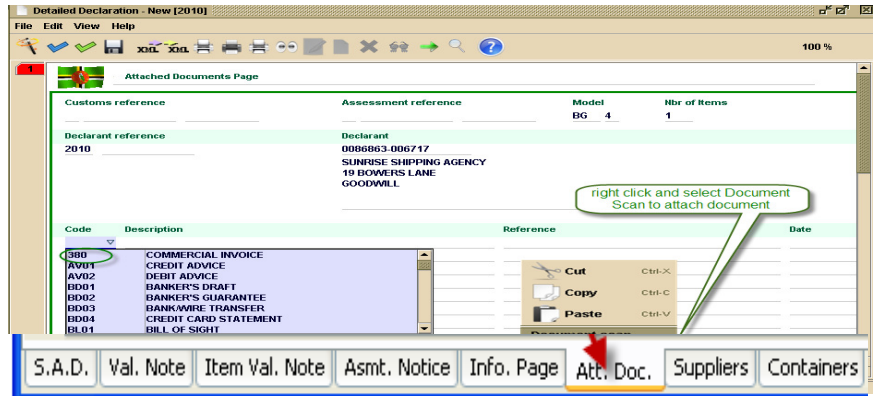 Detailed Declaration - New [2010]
File Edit View Help
100 %
1
Attached Documents Page
Customs reference Assessment reference Model Nbr of Items
BG 4 1
Declarant reference Declarant
2010 0086863-006717
SUNRISE SHIPPING AGENCY
19 BOWERS LANE
GOODWILL
right click and select Document
Scan to attach document
Code Description Reference Date
380 COMMERCIAL INVOICE
AV01 CREDIT ADVICE
AV02 DEBIT ADVICE
BD01 BANKER'S DRAFT
BD02 BANKER'S GUARANTEE
BD03 BANK/WIRE TRANSFER
BD04 CREDIT CARD STATEMENT
BL01 BILL OF SIGHT
Cut Ctrl-X
Copy Ctrl-C
Paste Ctrl-V
Document scan
S.A.D. Val. Note Item Val. Note Asmt. Notice Info. Page Att. Doc. Suppliers Containers